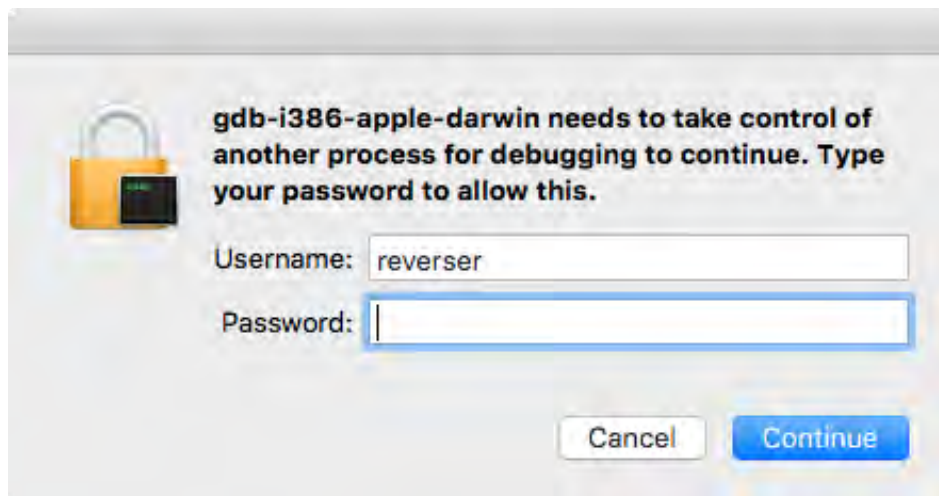 gdb-i386-apple-darwin needs to take control of
another process for debugging to continue. Type
your password to allow this.
Username: reverser
Password:
Cancel Continue